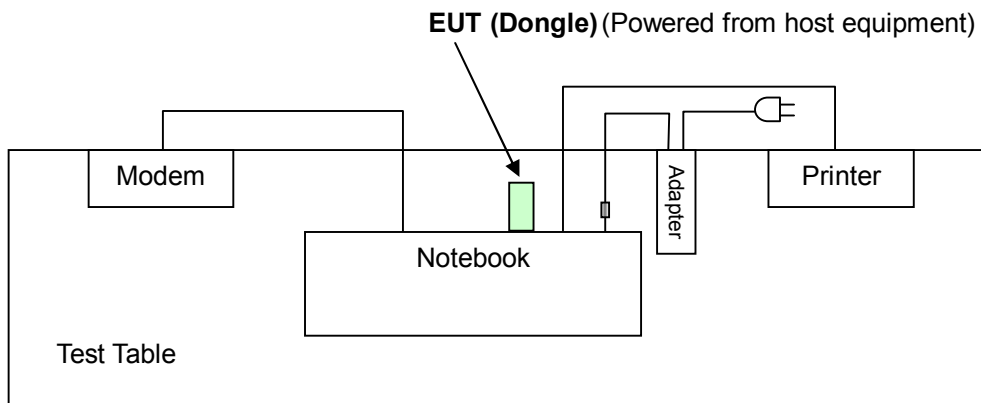 EUT (Dongle) (Powered from host equipment)
Modem
Adapter
Printer
Notebook
Test Table